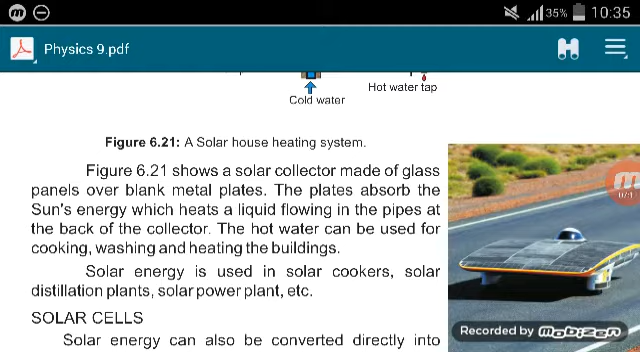 35% 10:35
Physics 9.pdf
Cold water
Hot water tap
Figure 6.21: A Solar house heating system.
Figure 6.21 shows a solar collector made of glass
panels over blank metal plates. The plates absorb the
Sun's energy which heats a liquid flowing in the pipes at
the back of the collector. The hot water can be used for
cooking, washing and heating the buildings.
Solar energy is used in solar cookers, solar
distillation plants, solar power plant, etc.
SOLAR CELLS
Solar energy can also be converted directly into
Recorded by mobizen